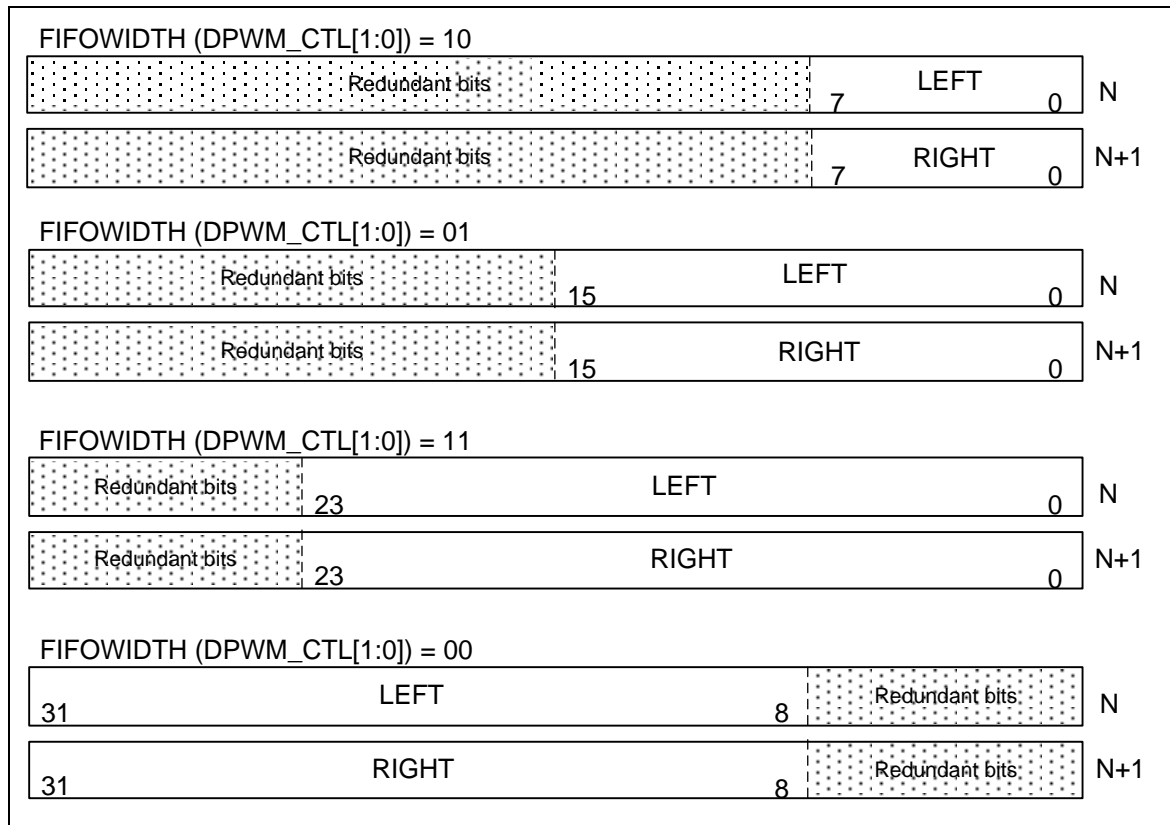 FIFOWIDTH (DPWM_CTL[1:0]) = 10
Redundant bits 7 LEFT 0 N
Redundant bits 7 RIGHT 0 N+1
FIFOWIDTH (DPWM_CTL[1:0]) = 01
Redundant bits 15 LEFT 0 N
Redundant bits 15 RIGHT 0 N+1
FIFOWIDTH (DPWM_CTL[1:0]) = 11
Redundant bits 23 LEFT 0 N
Redundant bits 23 RIGHT 0 N+1
FIFOWIDTH (DPWM_CTL[1:0]) = 00
31 LEFT 8 Redundant bits N
31 RIGHT 8 Redundant bits N+1